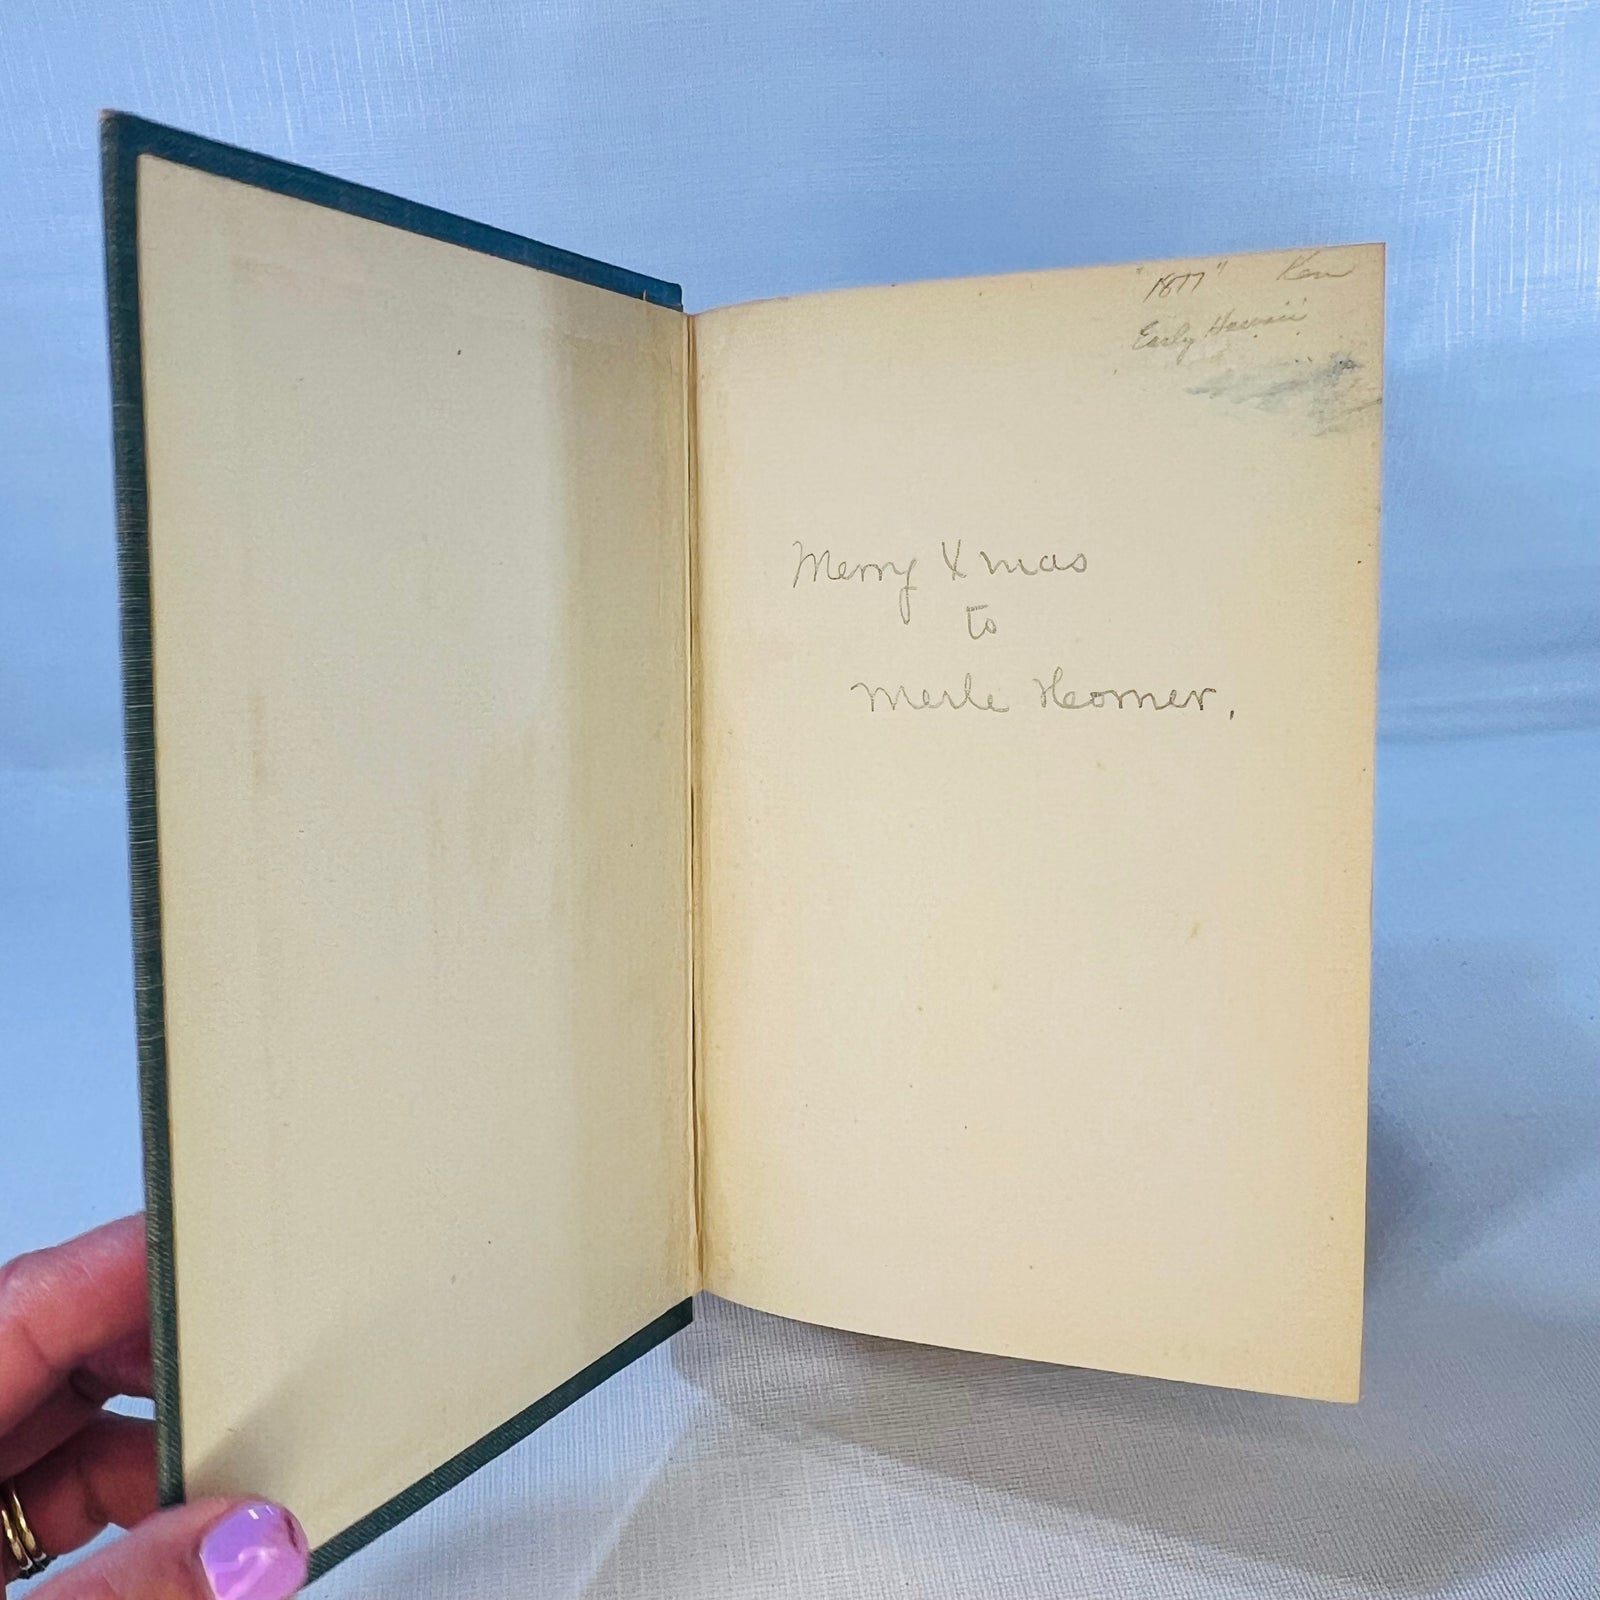 "1877" Ken
Early Hawaii
Merry Xmas
to
Merle Heomer.